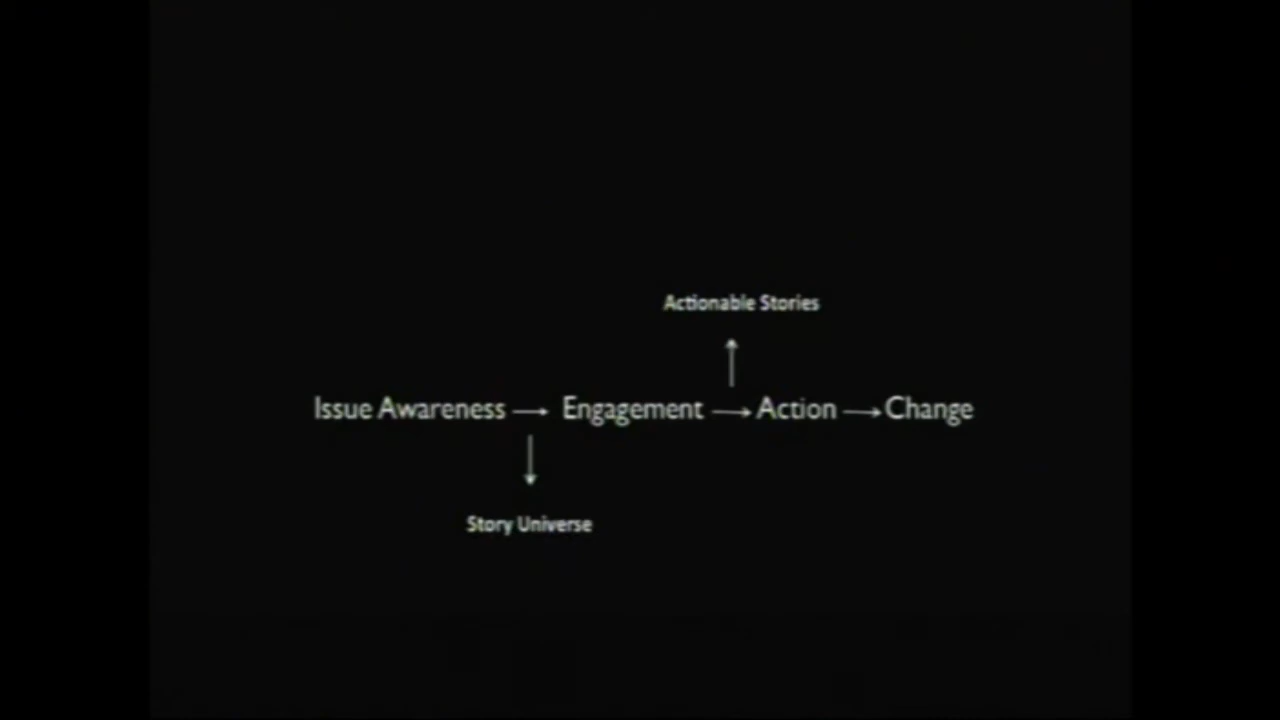 Actionable Stories
Issue Awareness → Engagement → Action → Change
Story Universe